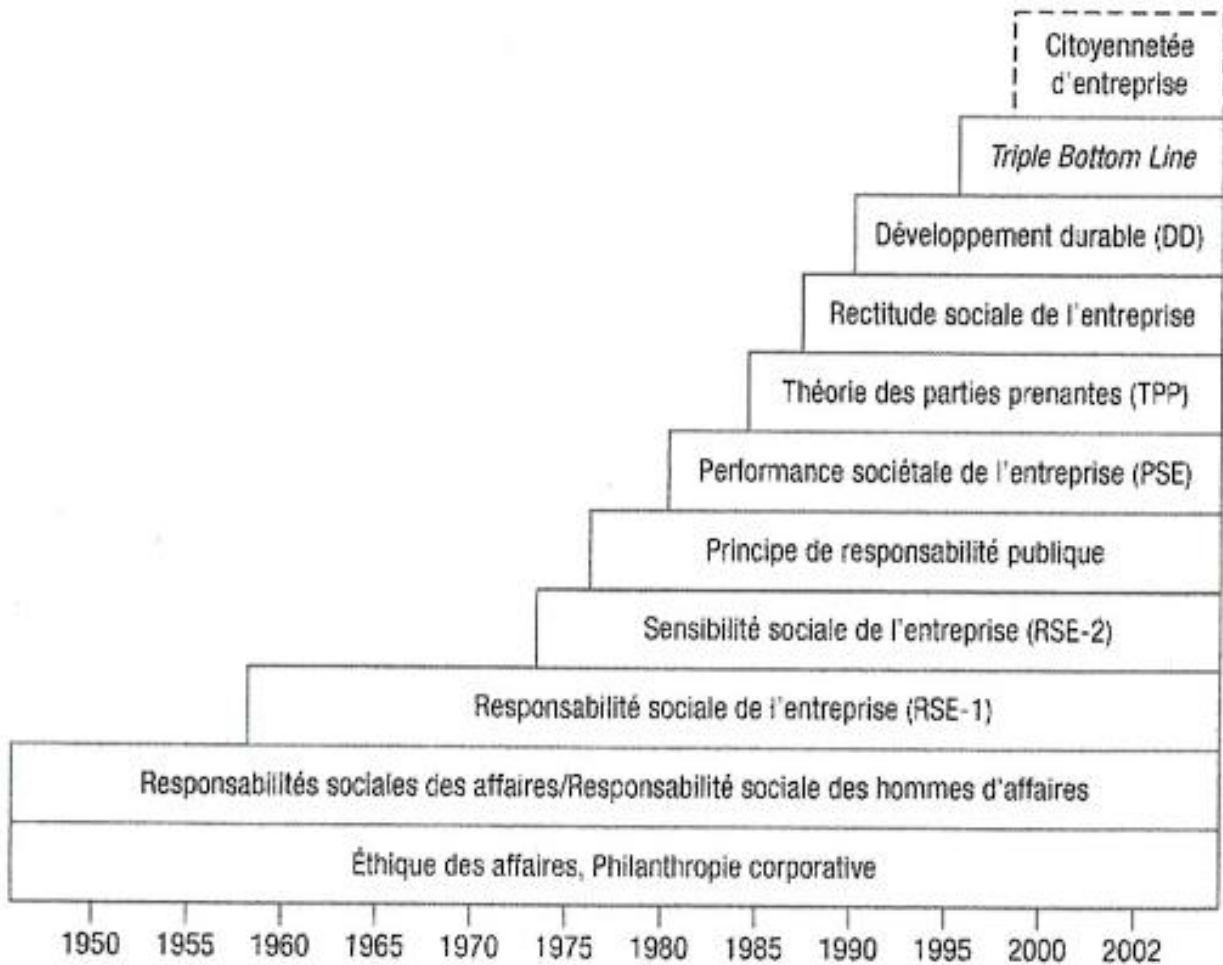 Citoyennetée
d'entreprise
Triple Bottom Line
Développement durable (DD)
Rectitude sociale de l'entreprise
Théorie des parties prenantes (TPP)
Performance sociétale de l'entreprise (PSE)
Principe de responsabilité publique
Sensibilité sociale de l'entreprise (RSE-2)
Responsabilité sociale de l'entreprise (RSE-1)
Responsabilités sociales des affaires/Responsabilité sociale des hommes d'affaires
Éthique des affaires, Philanthropie corporative
1950 1955 1960 1965 1970 1975 1980 1985 1990 1995 2000 2002